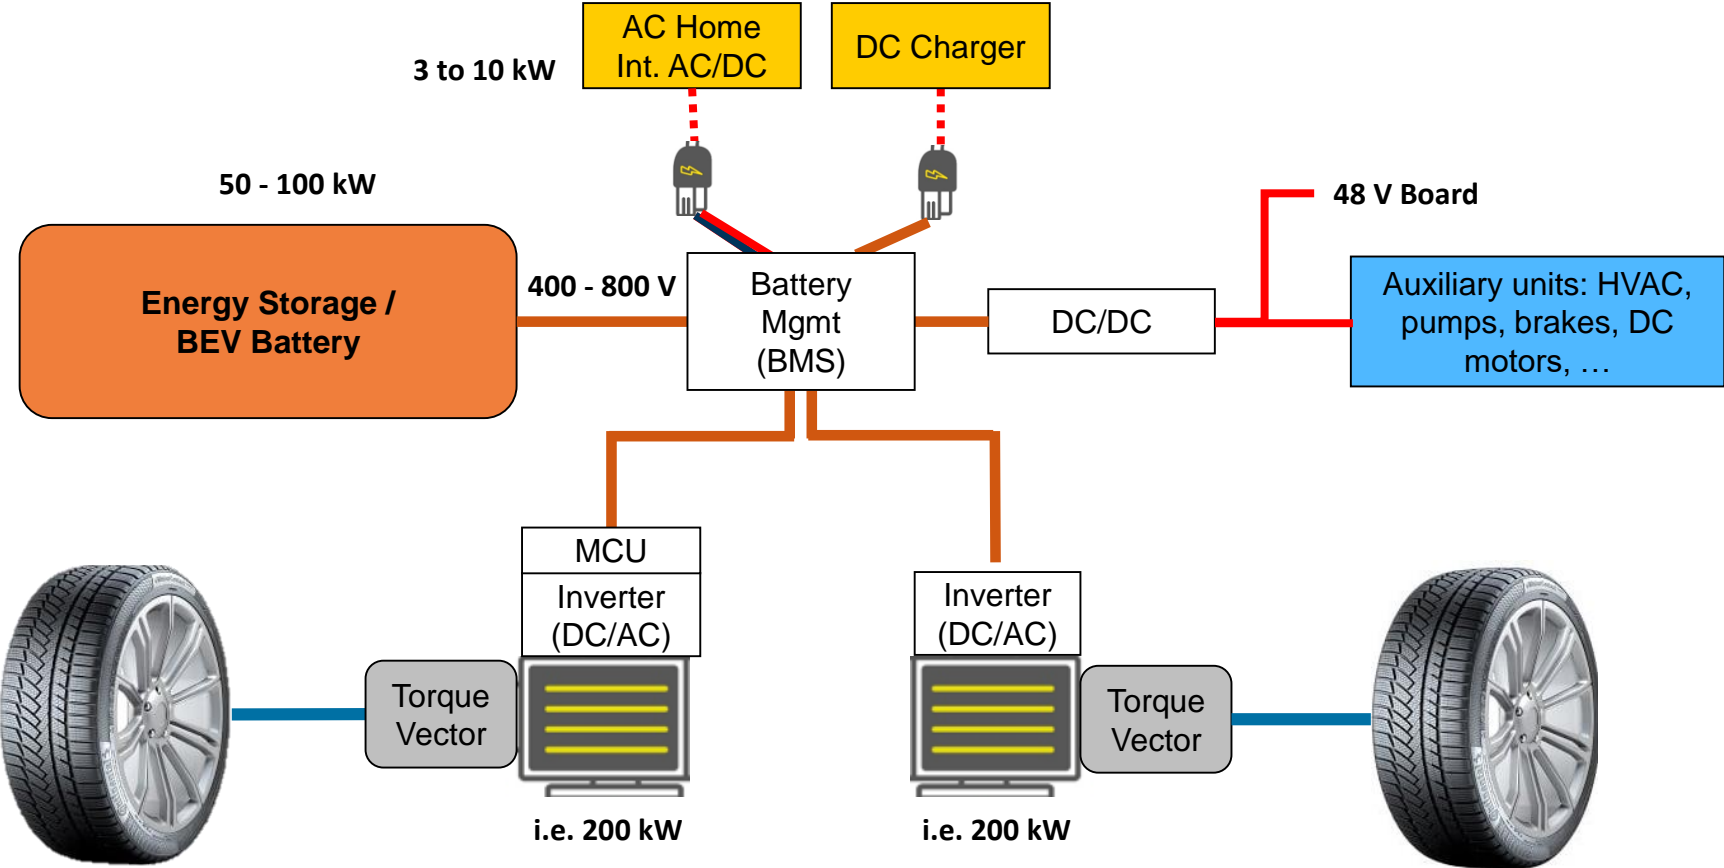 AC Home
Int. AC/DC
DC Charger
3 to 10 kW
50 - 100 kW
48 V Board
Energy Storage /
BEV Battery
400 - 800 V
Battery
Mgmt
(BMS)
DC/DC
Auxiliary units: HVAC,
pumps, brakes, DC
motors, …
MCU
Inverter
(DC/AC)
Inverter
(DC/AC)
Torque
Vector
Torque
Vector
i.e. 200 kW
i.e. 200 kW